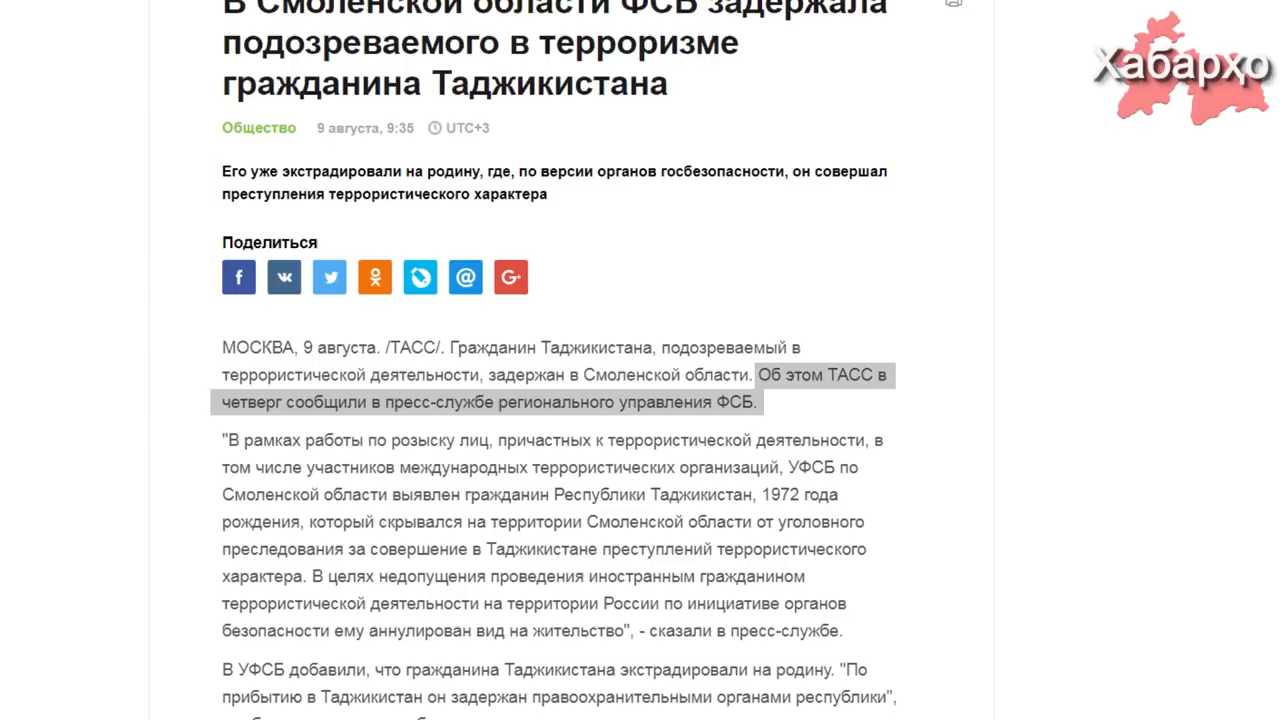 В Смоленской области ФСБ задержала
подозреваемого в терроризме
гражданина Таджикистана
Хабарҳо
Общество 9 августа, 9:35 UTC+3
Его уже экстрадировали на родину, где, по версии органов госбезопасности, он совершал
преступления террористического характера
Поделиться
МОСКВА, 9 августа. /ТАСС/. Гражданин Таджикистана, подозреваемый в
террористической деятельности, задержан в Смоленской области. Об этом ТАСС в
четверг сообщили в пресс-службе регионального управления ФСБ.
"В рамках работы по розыску лиц, причастных к террористической деятельности, в
том числе участников международных террористических организаций, УФСБ по
Смоленской области выявлен гражданин Республики Таджикистан, 1972 года
рождения, который скрывался на территории Смоленской области от уголовного
преследования за совершение в Таджикистане преступлений террористического
характера. В целях недопущения проведения иностранным гражданином
террористической деятельности на территории России по инициативе органов
безопасности ему аннулирован вид на жительство", - сказали в пресс-службе.
В УФСБ добавили, что гражданина Таджикистана экстрадировали на родину. "По
прибытию в Таджикистан он задержан правоохранительными органами республики",